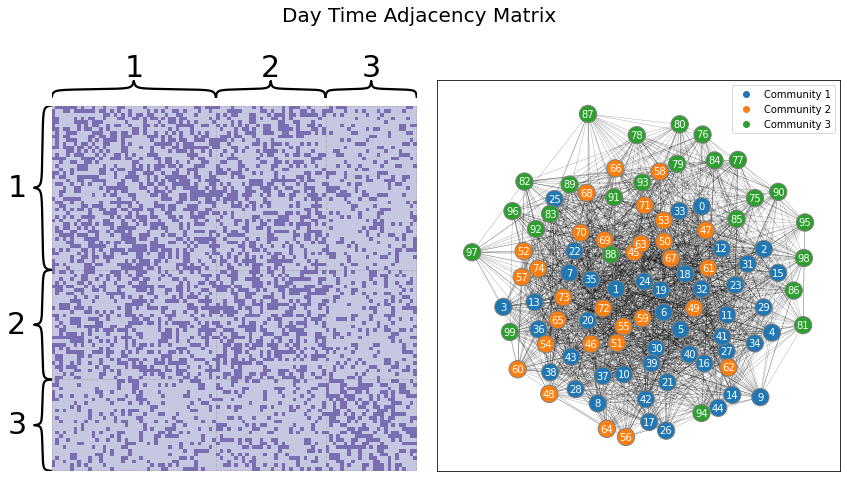 Day Time Adjacency Matrix
1 2 3
1
2
3
Community 1
Community 2
Community 3
87
80
78 76
79 84 77
66 58
82 89 93
68 90
25 91 75
96 83 71 33 0
53 85 95
92 70 47
69 63 50
97 52 22 88 45 12 2
67 98
74 7 61 31
57 35 24 18 15
1 19 32 23 86
73
3 13 72 49 29
65 20 59 6 11 81
99 36 55 5 4
54 46 51 41 34
43 30 40 27
39 16 62
60 38 37 10
21
48 28 14 9
8 42 44
94
17
64 56 26